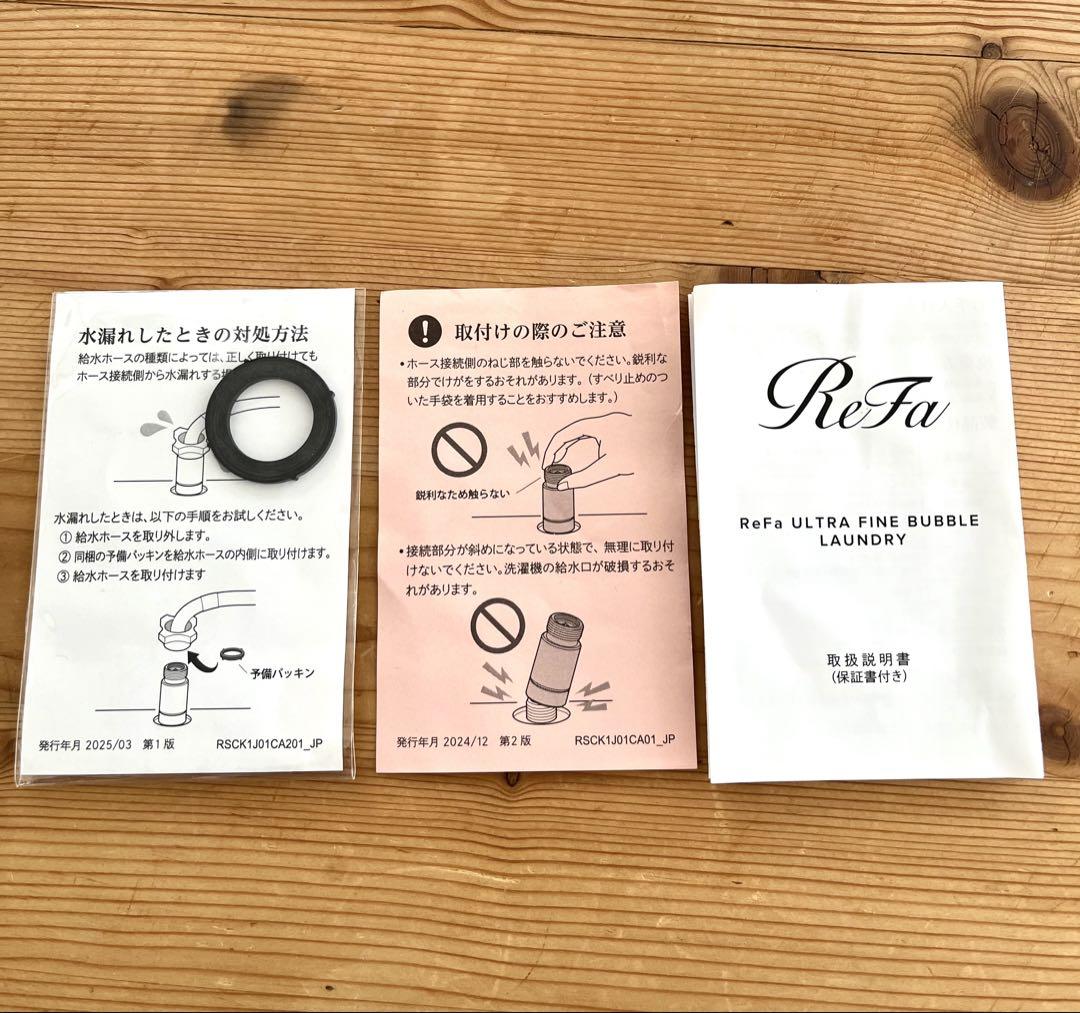 水漏れしたときの対処方法
給水ホースの種類によっては、正しく取り付けても
ホース接続側から水漏れする
水漏れしたときは、以下の手順をお試しください。
① 給水ホースを取り外します。
② 同梱の予備パッキンを給水ホースの内側に取り付けます。
③ 給水ホースを取り付けます
予備パッキン
発行年月 2025/03 第1版 RSCK1J01CA201_JP
取付けの際のご注意
・ホース接続側のねじ部を触らないでください。鋭利な
部分でけがをするおそれがあります。(すべり止めのつ
いた手袋を着用することをおすすめします。)
鋭利なため触らない
・接続部分が斜めになっている状態で、無理に取り付
けないでください。洗濯機の給水口が破損するおそ
れがあります。
発行年月 2024/12 第2版 RSCK1J01CA01_JP
ReFa
ReFa ULTRA FINE BUBBLE
LAUNDRY
取扱説明書
(保証書付き)